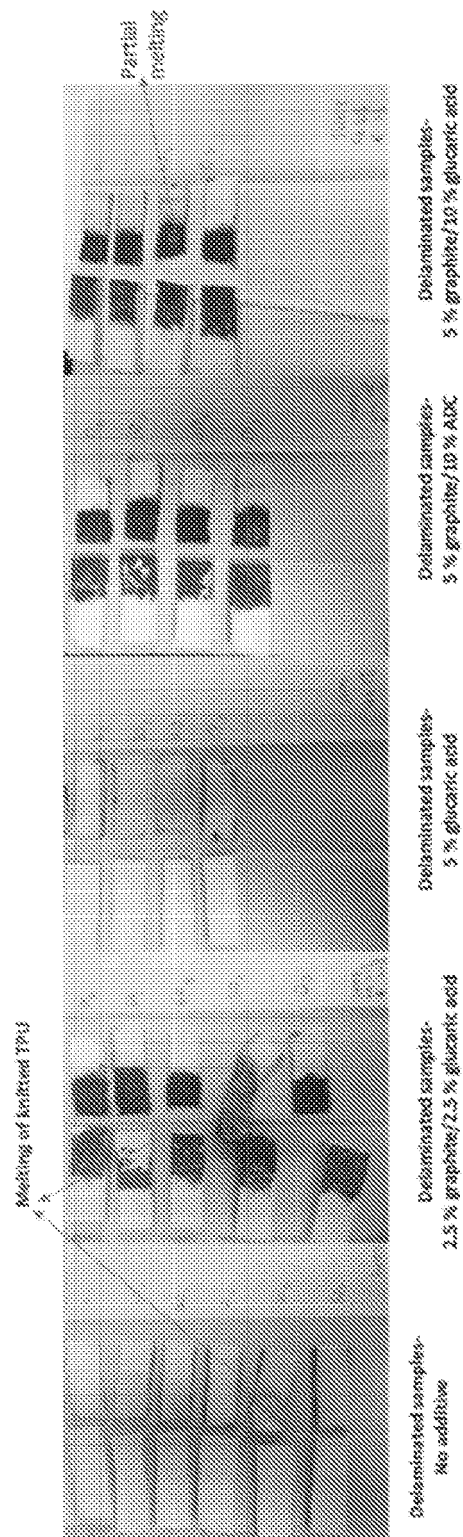 Melting of knitted TPU
Partial
melting
Delaminated samples-
No additive
Delaminated samples-
2.5 % graphite/2.5 % glucaric acid
Delaminated samples-
5 % glucaric acid
Delaminated samples-
5 % graphite/10 % ADC
Delaminated samples-
5 % graphite/10 % glucaric acid